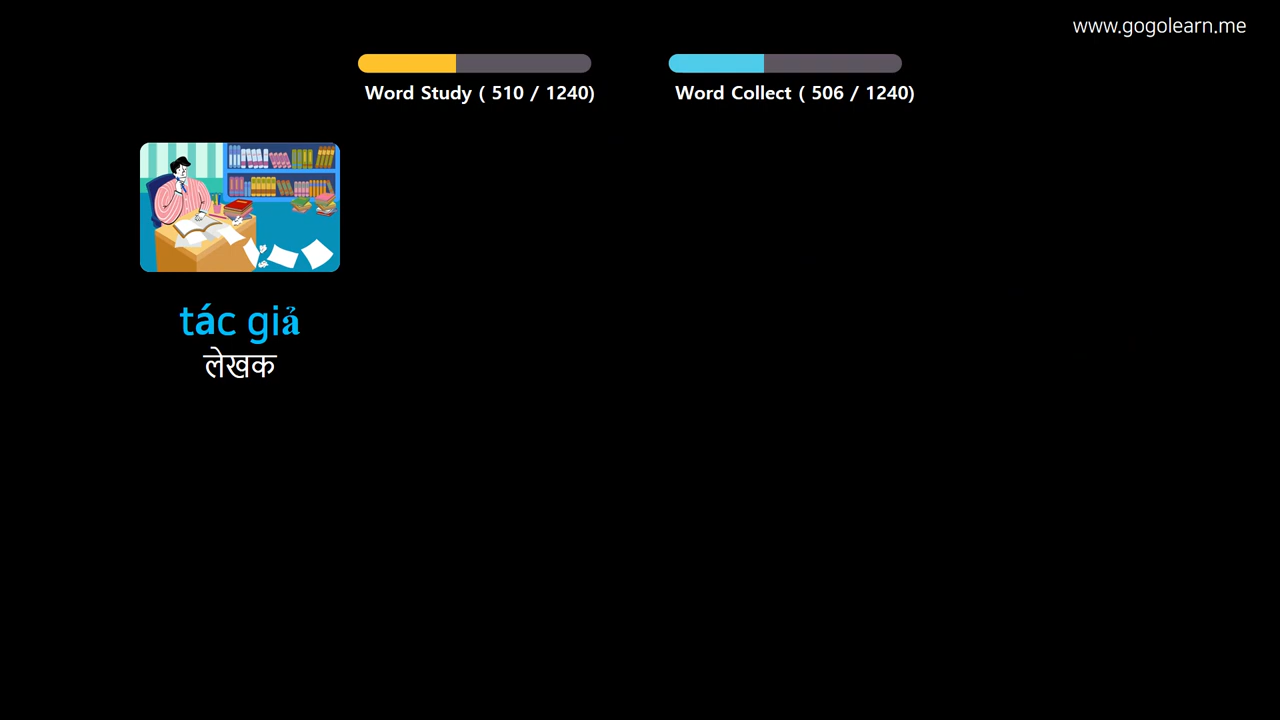 www.gogolearn.me
Word Study ( 510 / 1240)
Word Collect ( 506 / 1240)
tác giả
लेखक